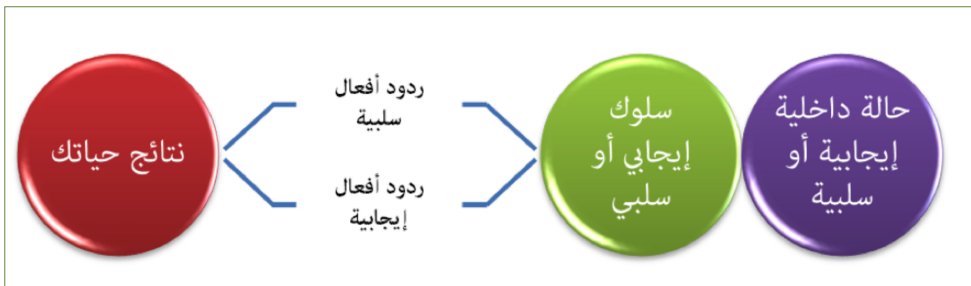 حالة داخلية
إيجابية أو
سلبية
سلوك
إيجابي أو
سلبي
ردود أفعال
سلبية
ردود أفعال
إيجابية
نتائج حياتك